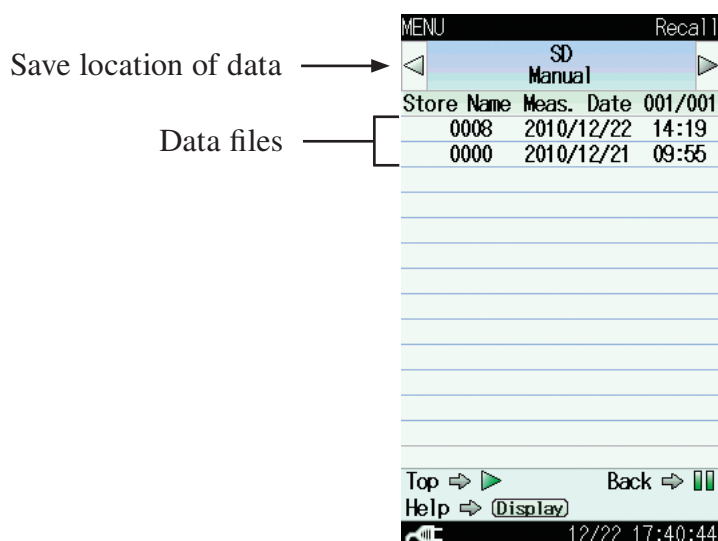 MENU Recall
SD
Manual
Save location of data
Store Name Meas. Date 001/001
0008 2010/12/22 14:19
0000 2010/12/21 09:55
Data files
Top ⇨ ▶ Back ⇨ ▮▮
Help ⇨ Display
12/22 17:40:44